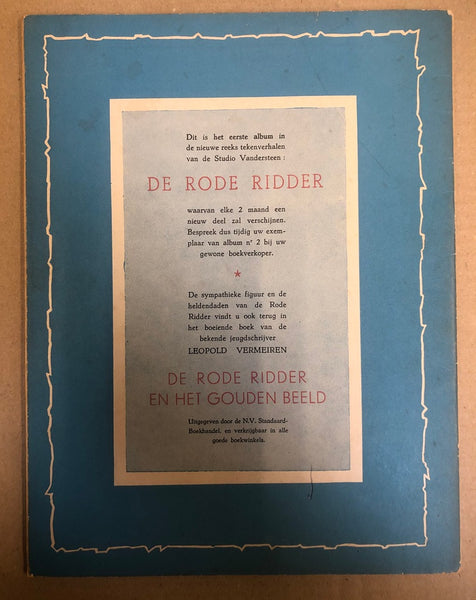 Dit is het eerste album in
de nieuwe reeks tekenverhalen
van de Studio Vandersteen :
DE RODE RIDDER
waarvan elke 2 maand een
nieuw deel zal verschijnen.
Bespreek dus tijdig uw exem-
plaar van album nr 2 bij uw
gewone boekverkoper.
*
De sympathieke figuur en de
heldendaden van de Rode
Ridder vindt u ook terug in
het boeiende boek van de
bekende jeugdschrijver
LEOPOLD VERMEIREN
DE RODE RIDDER
EN HET GOUDEN BEELD
Uitgegeven door de N.V. Standaard-
Boekhandel, en verkrijgbaar in alle
goede boekwinkels.